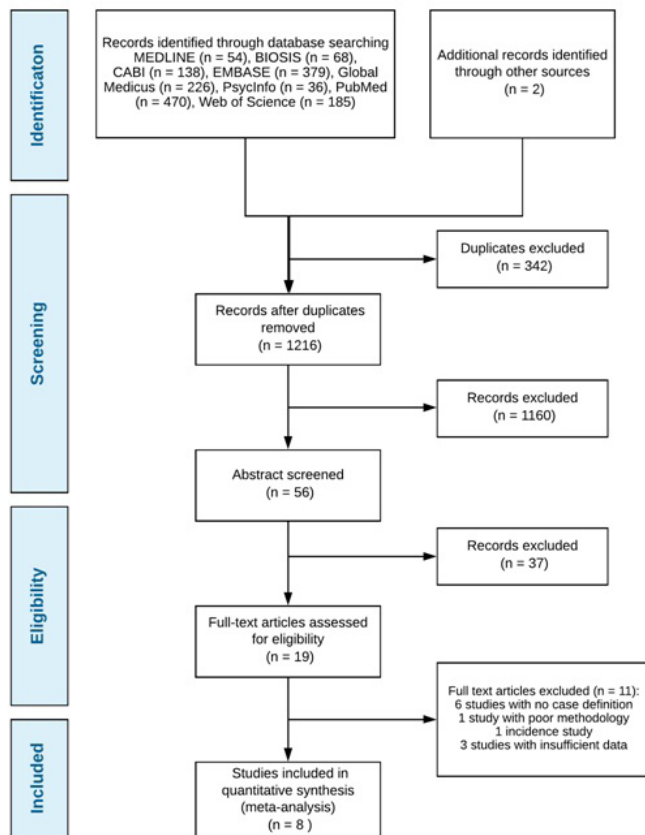 Identificaton
Records identified through database searching
MEDLINE (n = 54), BIOSIS (n = 68),
CABI (n = 138), EMBASE (n = 379), Global
Medicus (n = 226), PsycInfo (n = 36), PubMed
(n = 470), Web of Science (n = 185)
Additional records identified
through other sources
(n = 2)
Screening
Duplicates excluded
(n = 342)
Records after duplicates
removed
(n = 1216)
Records excluded
(n = 1160)
Abstract screened
(n = 56)
Eligibility
Records excluded
(n = 37)
Full-text articles assessed
for eligibility
(n = 19)
Full text articles excluded (n = 11):
6 studies with no case definition
1 study with poor methodology
1 incidence study
3 studies with insufficient data
Included
Studies included in
quantitative synthesis
(meta-analysis)
(n = 8 )